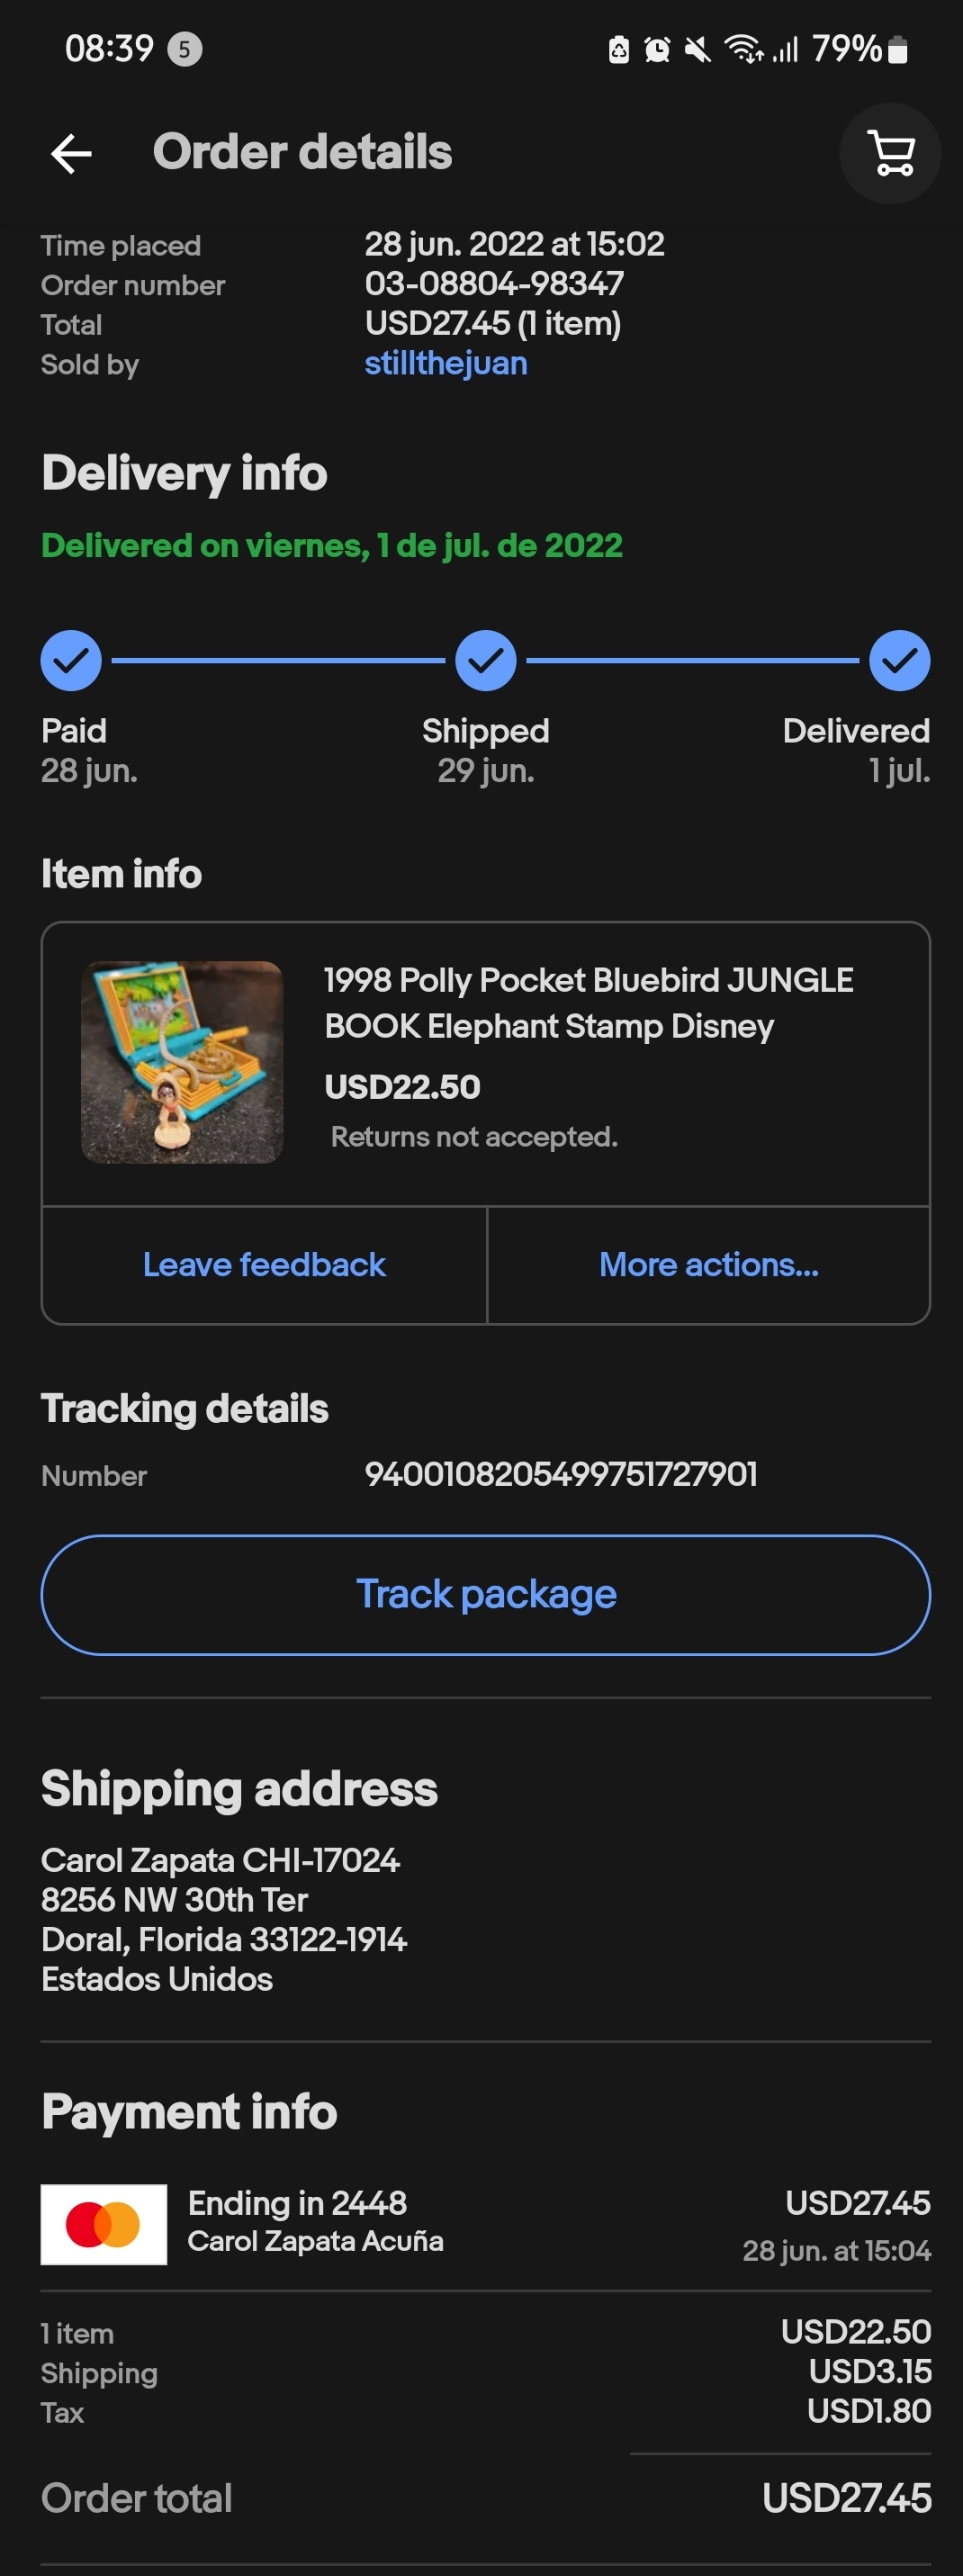 08:39 5 79%
Order details
Time placed 28 jun. 2022 at 15:02
Order number 03-08804-98347
Total USD27.45 (1 item)
Sold by stillthejuan
Delivery info
Delivered on viernes, 1 de jul. de 2022
Paid Shipped Delivered
28 jun. 29 jun. 1 jul.
Item info
1998 Polly Pocket Bluebird JUNGLE
BOOK Elephant Stamp Disney
USD22.50
Returns not accepted.
Leave feedback More actions...
Tracking details
Number 9400108205499751727901
Track package
Shipping address
Carol Zapata CHI-17024
8256 NW 30th Ter
Doral, Florida 33122-1914
Estados Unidos
Payment info
Ending in 2448 USD27.45
Carol Zapata Acuña 28 jun. at 15:04
1 item USD22.50
Shipping USD3.15
Tax USD1.80
Order total USD27.45